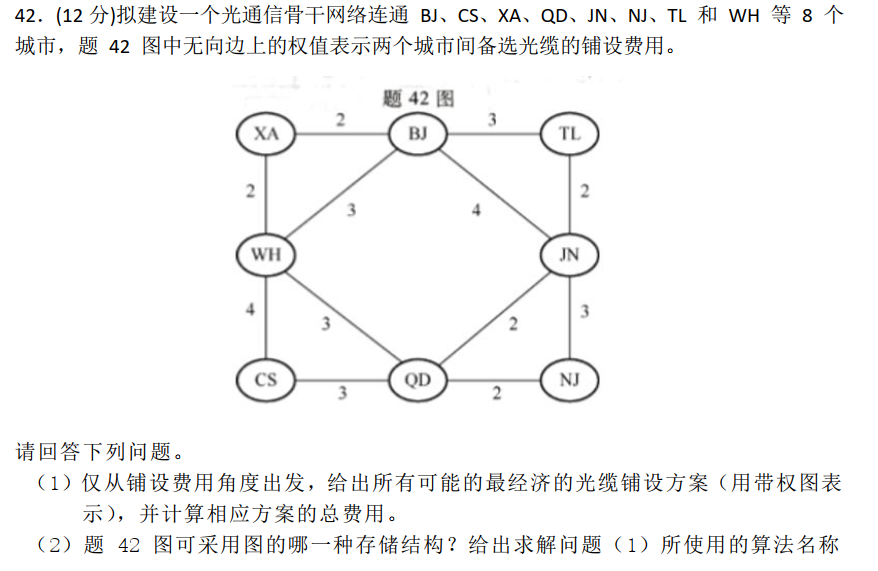 42．(12 分)拟建设一个光通信骨干网络连通 BJ、CS、XA、QD、JN、NJ、TL 和 WH 等 8 个
城市，题 42 图中无向边上的权值表示两个城市间备选光缆的铺设费用。
题 42 图
XA 2 BJ 3 TL
2 3 4 2
WH JN
4 3 2 3
CS 3 QD 2 NJ
请回答下列问题。
（1）仅从铺设费用角度出发，给出所有可能的最经济的光缆铺设方案（用带权图表
示），并计算相应方案的总费用。
（2）题 42 图可采用图的哪一种存储结构？给出求解问题（1）所使用的算法名称